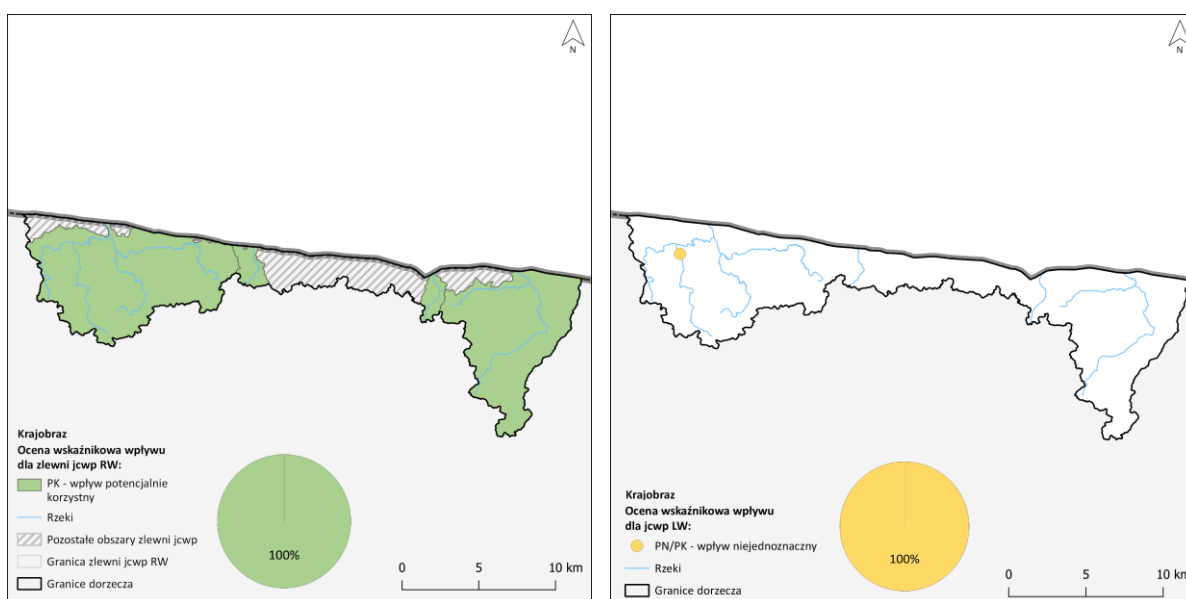 N
Krajobraz
Ocena wskaźnikowa wpływu
dla zlewni jcwp RW:
PK - wpływ potencjalnie
korzystny
Rzeki
Pozostałe obszary zlewni jcwp
Granica zlewni jcwp RW
Granice dorzecza
100%
0 5 10 km
N
Krajobraz
Ocena wskaźnikowa wpływu
dla jcwp LW:
PN/PK - wpływ niejednoznaczny
Rzeki
Granice dorzecza
100%
0 5 10 km